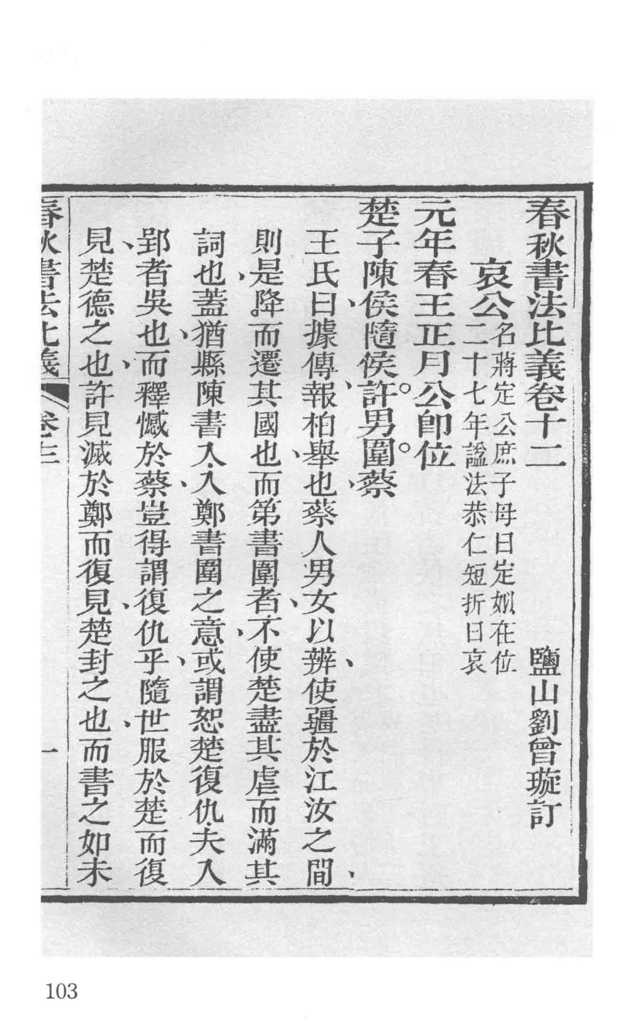 春秋書法比義卷十二
鹽山劉曾璇訂
哀公名蔣定公庶子母曰定姒在位
二十七年諡法恭仁短折曰哀
元年春王正月公卽位
楚子陳侯隨侯許男圍蔡
王氏曰據傳報柏舉也蔡人男女以辨使疆於江汝之間
則是降而遷其國也而第書圍者不使楚盡其虐而滿其
詞也蓋猶縣陳書入入鄭書圍之意或謂恕楚復仇夫入
郢者吳也而釋憾於蔡豈得謂復仇乎隨世服於楚而復
見楚德之也許見滅於鄭而復見楚封之也而書之如未
春秋書法比義
卷十二
一
103